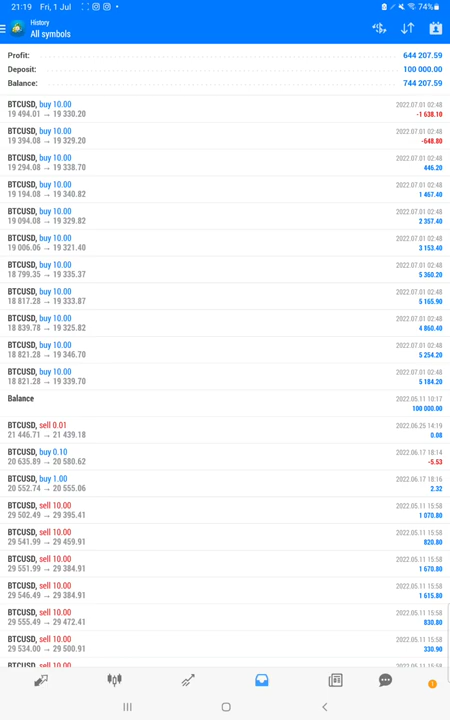 21:19 Fri, 1 Jul 74%
History
All symbols
Profit: 644 207.59
Deposit: 100 000.00
Balance: 744 207.59
BTCUSD, buy 10.00 2022.07.01 02:48
19 494.01 → 19 330.20 -1 638.10
BTCUSD, buy 10.00 2022.07.01 02:48
19 394.08 → 19 329.20 -648.80
BTCUSD, buy 10.00 2022.07.01 02:48
19 294.08 → 19 338.70 446.20
BTCUSD, buy 10.00 2022.07.01 02:48
19 194.08 → 19 340.82 1 467.40
BTCUSD, buy 10.00 2022.07.01 02:48
19 094.08 → 19 329.82 2 357.40
BTCUSD, buy 10.00 2022.07.01 02:48
19 006.06 → 19 321.40 3 153.40
BTCUSD, buy 10.00 2022.07.01 02:48
18 799.35 → 19 335.37 5 360.20
BTCUSD, buy 10.00 2022.07.01 02:48
18 817.28 → 19 333.87 5 165.90
BTCUSD, buy 10.00 2022.07.01 02:48
18 839.78 → 19 325.82 4 860.40
BTCUSD, buy 10.00 2022.07.01 02:48
18 821.28 → 19 346.70 5 254.20
BTCUSD, buy 10.00 2022.07.01 02:48
18 821.28 → 19 339.70 5 184.20
Balance 2022.05.11 10:17
100 000.00
BTCUSD, sell 0.01 2022.06.25 14:19
21 446.71 → 21 439.18 0.08
BTCUSD, buy 0.10 2022.06.17 18:14
20 635.89 → 20 580.62 -5.53
BTCUSD, buy 1.00 2022.06.17 18:16
20 552.74 → 20 555.06 2.32
BTCUSD, sell 10.00 2022.05.11 15:58
29 502.49 → 29 395.41 1 070.80
BTCUSD, sell 10.00 2022.05.11 15:58
29 541.99 → 29 459.91 820.80
BTCUSD, sell 10.00 2022.05.11 15:58
29 551.99 → 29 384.91 1 670.80
BTCUSD, sell 10.00 2022.05.11 15:58
29 546.49 → 29 384.91 1 615.80
BTCUSD, sell 10.00 2022.05.11 15:58
29 555.49 → 29 472.41 830.80
BTCUSD, sell 10.00 2022.05.11 15:58
29 534.00 → 29 500.91 330.90
BTCUSD, sell 10.00 2022.05.11 15:58